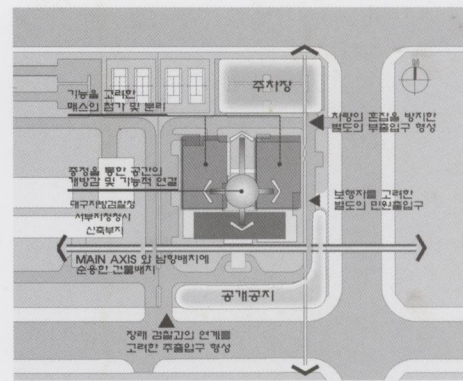 주차장
기능을 고려한
매스의 첨가 및 분리
차량의 혼잡을 방지한
별도의 부출입구 형성
중정을 통한 공간의
개방감 및 기능적 연결
대구지방검찰청
서부지청청사
신축부지
보행자를 고려한
별도의 민원출입구
MAIN AXIS 와 남향배치에
순응한 건물배치
공개공지
장래 검찰과의 연계를
고려한 주출입구 형성